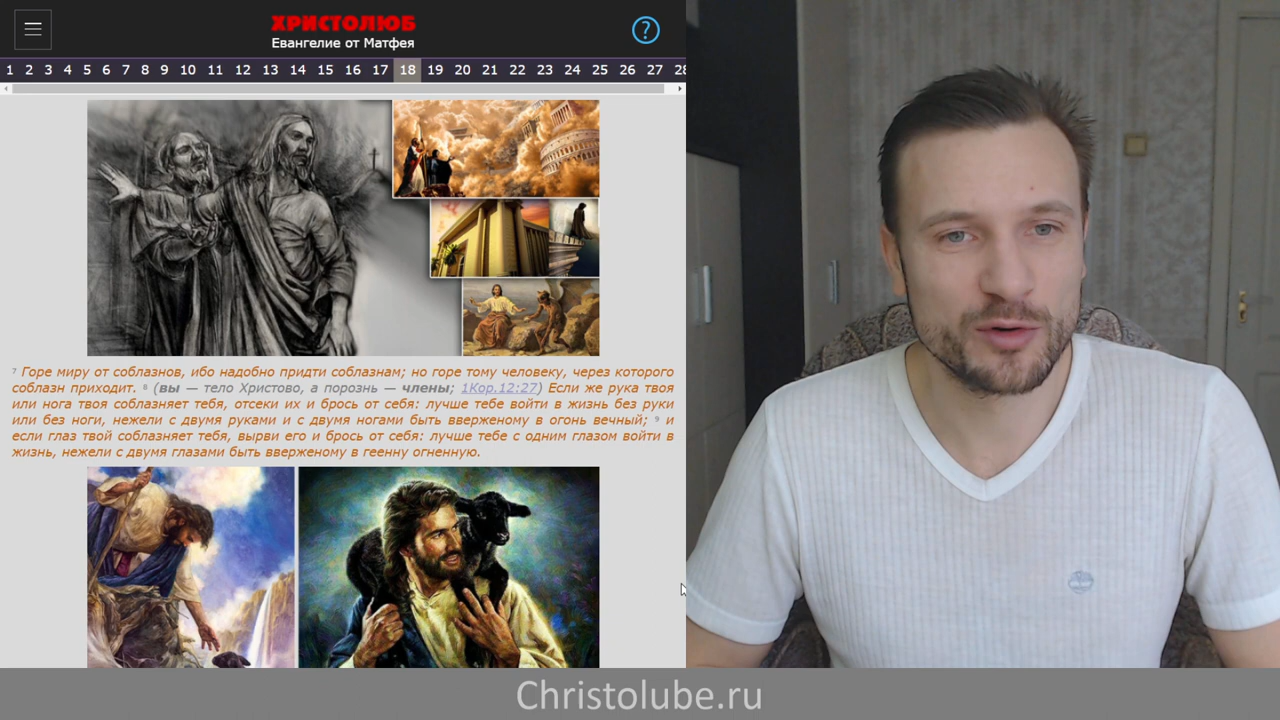 ХРИСТОЛЮБ
Евангелие от Матфея
1 2 3 4 5 6 7 8 9 10 11 12 13 14 15 16 17 18 19 20 21 22 23 24 25 26 27 28
7 Горе миру от соблазнов, ибо надобно придти соблазнам; но горе тому человеку, через которого
соблазн приходит. 8 (вы — тело Христово, а порознь — члены; 1Кор.12:27) Если же рука твоя
или нога твоя соблазняет тебя, отсеки их и брось от себя: лучше тебе войти в жизнь без руки
или без ноги, нежели с двумя руками и с двумя ногами быть вверженому в огонь вечный; 9 и
если глаз твой соблазняет тебя, вырви его и брось от себя: лучше тебе с одним глазом войти в
жизнь, нежели с двумя глазами быть вверженому в геенну огненную.
Christolube.ru